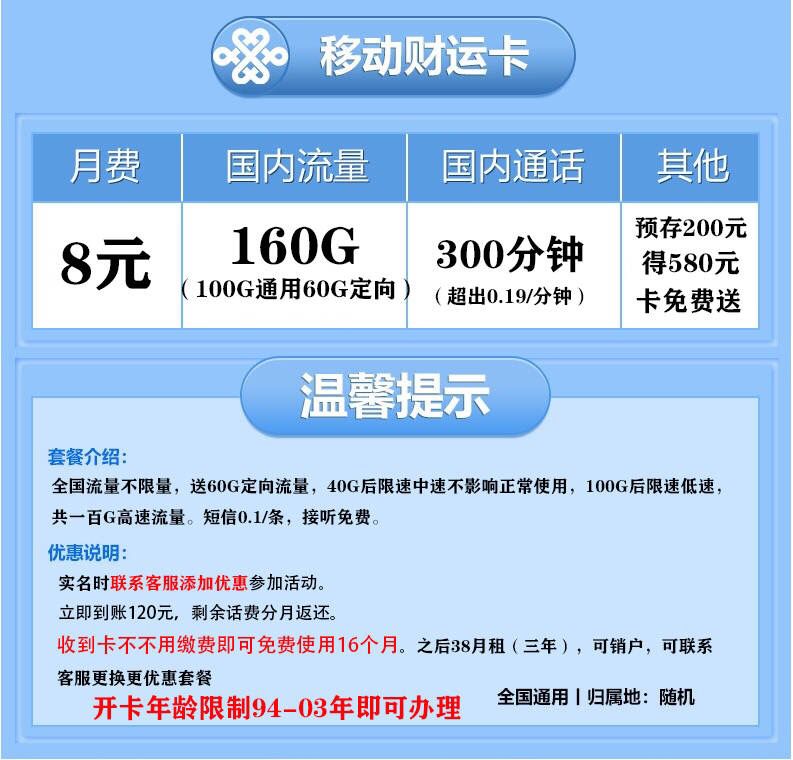 移动财运卡
月费 国内流量 国内通话 其他
8元
160G
(100G通用60G定向)
300分钟
(超出0.19/分钟)
预存200元
得580元
卡免费送
温馨提示
套餐介绍:
全国流量不限量，送60G定向流量，40G后限速中速不影响正常使用，100G后限速低速，
共一百G高速流量。短信0.1/条，接听免费。
优惠说明:
实名时联系客服添加优惠参加活动。
立即到账120元，剩余话费分月返还。
收到卡不不用缴费即可免费使用16个月。之后38月租（三年），可销户，可联系
客服更换更优惠套餐
开卡年龄限制94-03年即可办理
全国通用丨归属地：随机